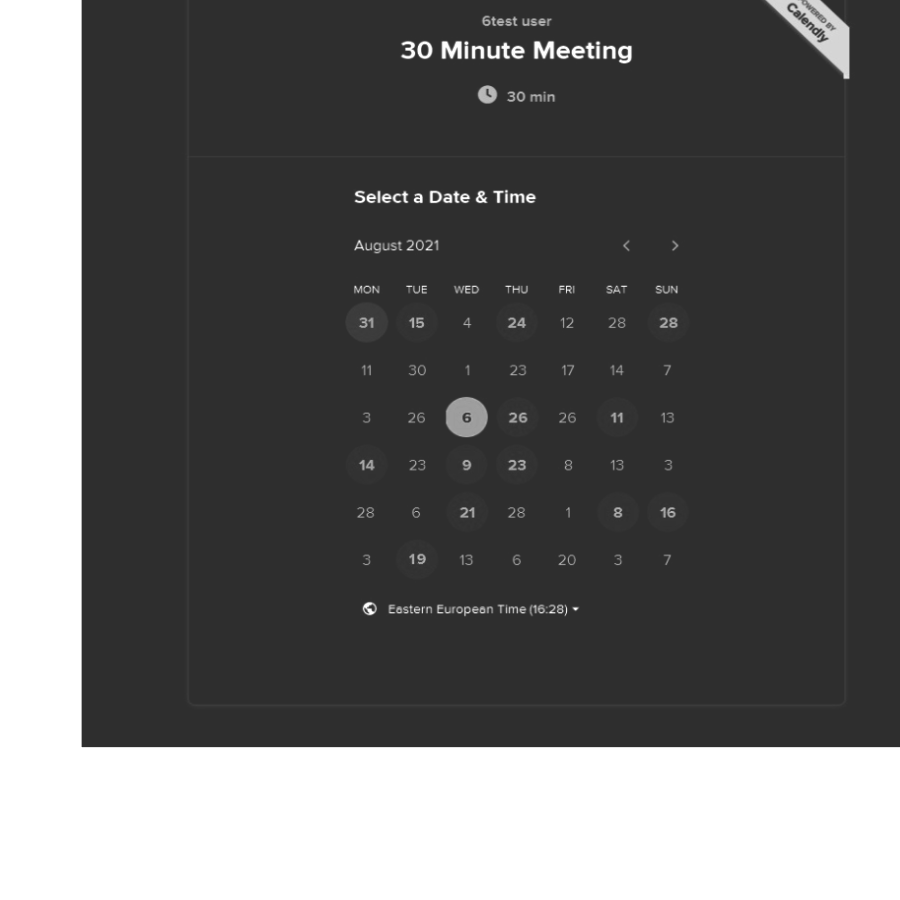 6test user
POWERED BY
Calendly
30 Minute Meeting
30 min
Select a Date & Time
August 2021
MON TUE WED THU FRI SAT SUN
31 15 4 24 12 28 28
11 30 1 23 17 14 7
3 26 6 26 26 11 13
14 23 9 23 8 13 3
28 6 21 28 1 8 16
3 19 13 6 20 3 7
Eastern European Time (16:28)